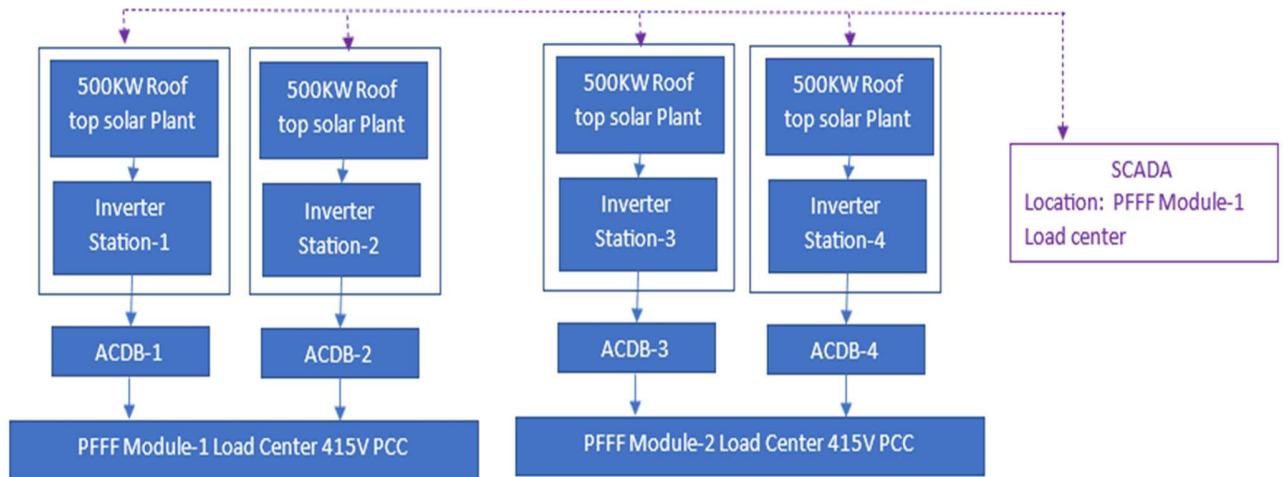 500KW Roof
top solar Plant
500KW Roof
top solar Plant
500KW Roof
top solar Plant
500KW Roof
top solar Plant
SCADA
Location: PFFF Module-1
Load center
Inverter
Station-1
Inverter
Station-2
Inverter
Station-3
Inverter
Station-4
ACDB-1
ACDB-2
ACDB-3
ACDB-4
PFFF Module-1 Load Center 415V PCC
PFFF Module-2 Load Center 415V PCC